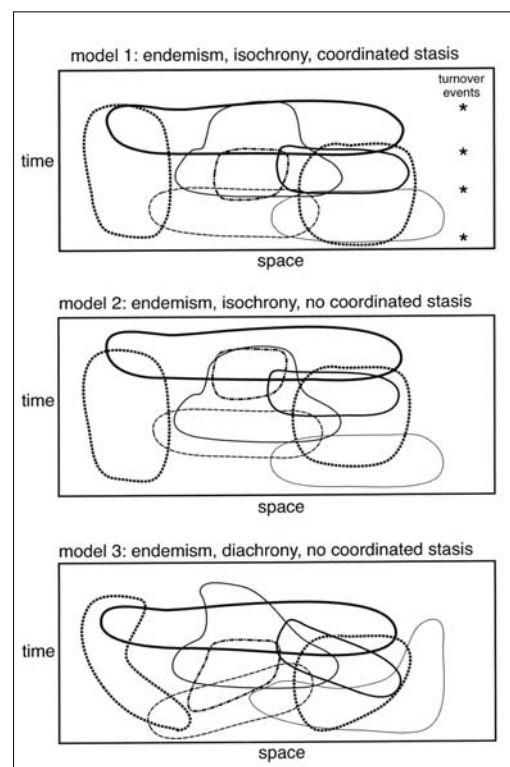 model 1: endemism, isochrony, coordinated stasis
turnover
events
*
*
time
*
*
space
model 2: endemism, isochrony, no coordinated stasis
time
space
model 3: endemism, diachrony, no coordinated stasis
time
space